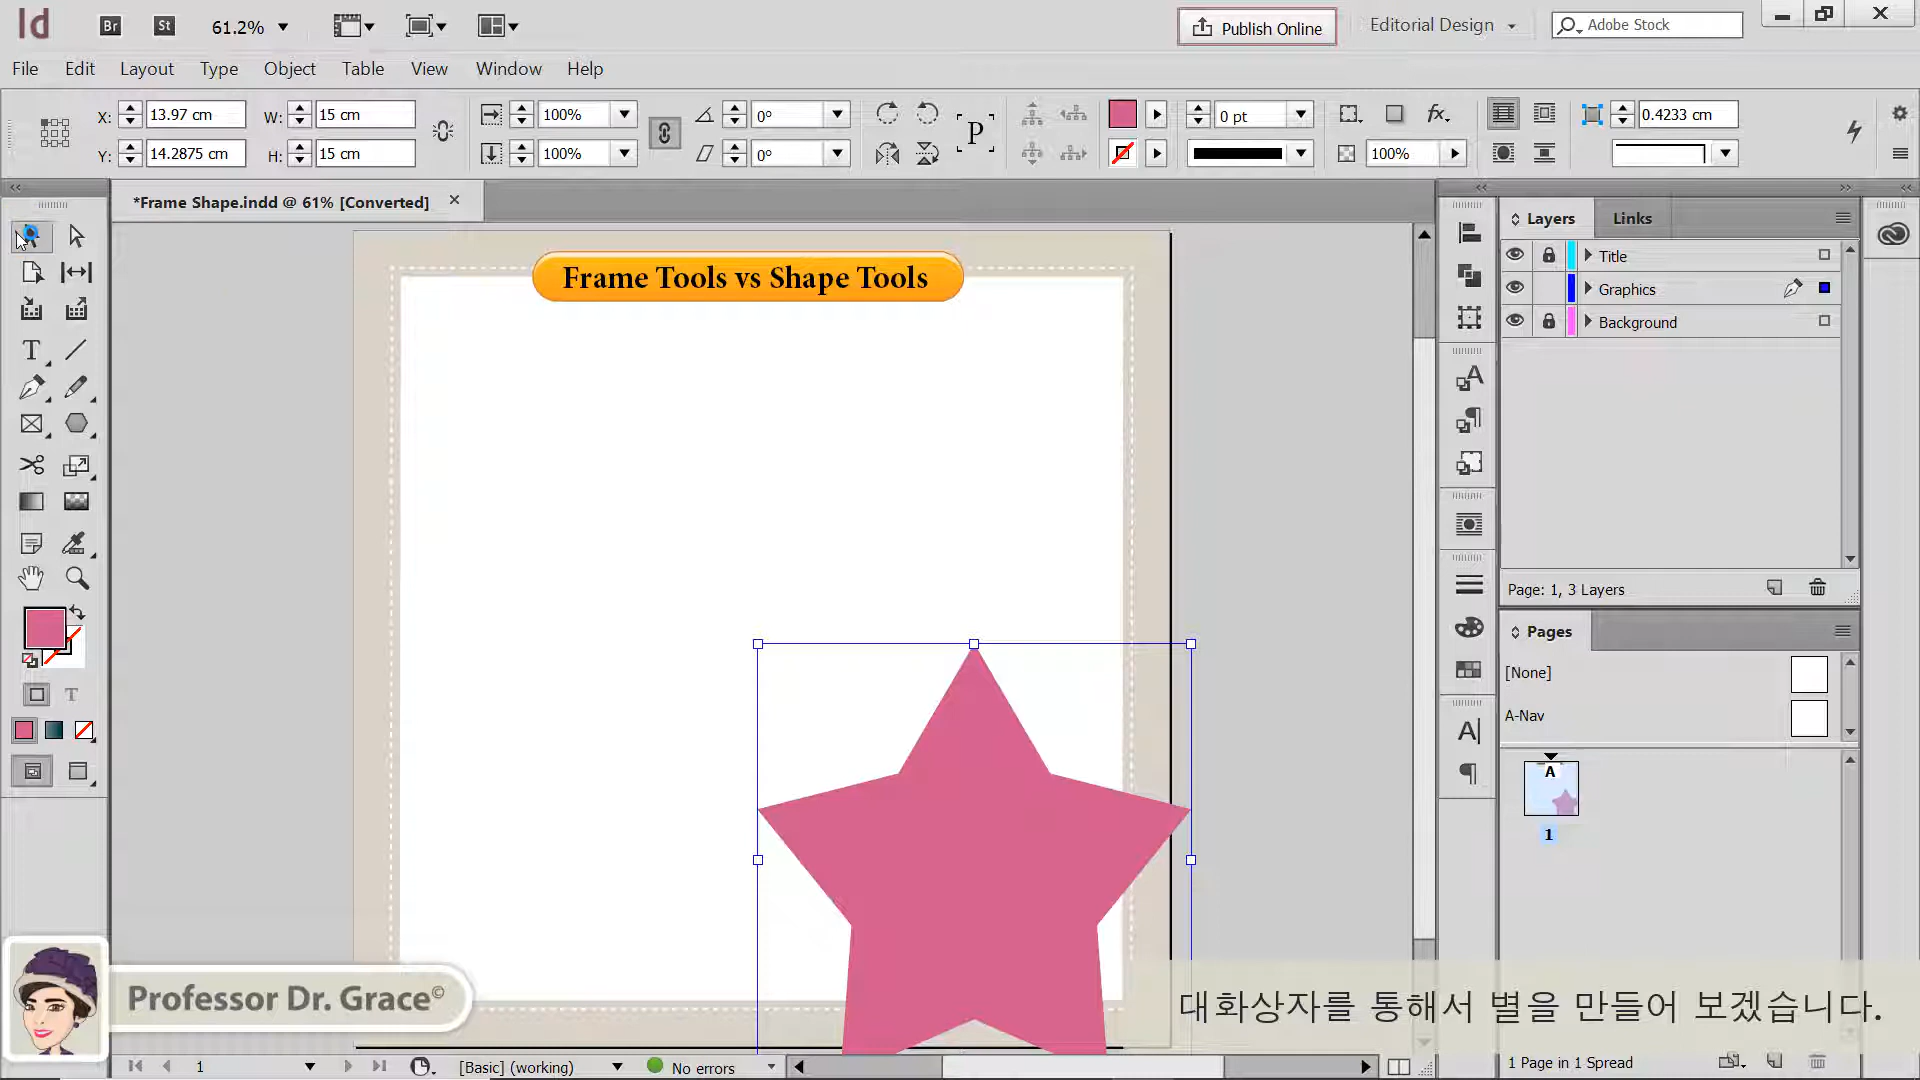 Id
Br
St
61.2%
Publish Online
Editorial Design
Adobe Stock
File Edit Layout Type Object Table View Window Help
X: 13.97 cm W: 15 cm 100% 0° 0 pt 0.4233 cm
Y: 14.2875 cm H: 15 cm 100% 0° 100%
P
fx
*Frame Shape.indd @ 61% [Converted]
Frame Tools vs Shape Tools
Layers Links
Title
Graphics
Background
Page: 1, 3 Layers
Pages
[None]
A-Nav
A
1
Professor Dr. Grace©
대화상자를 통해서 별을 만들어 보겠습니다.
1 [Basic] (working) No errors
1 Page in 1 Spread